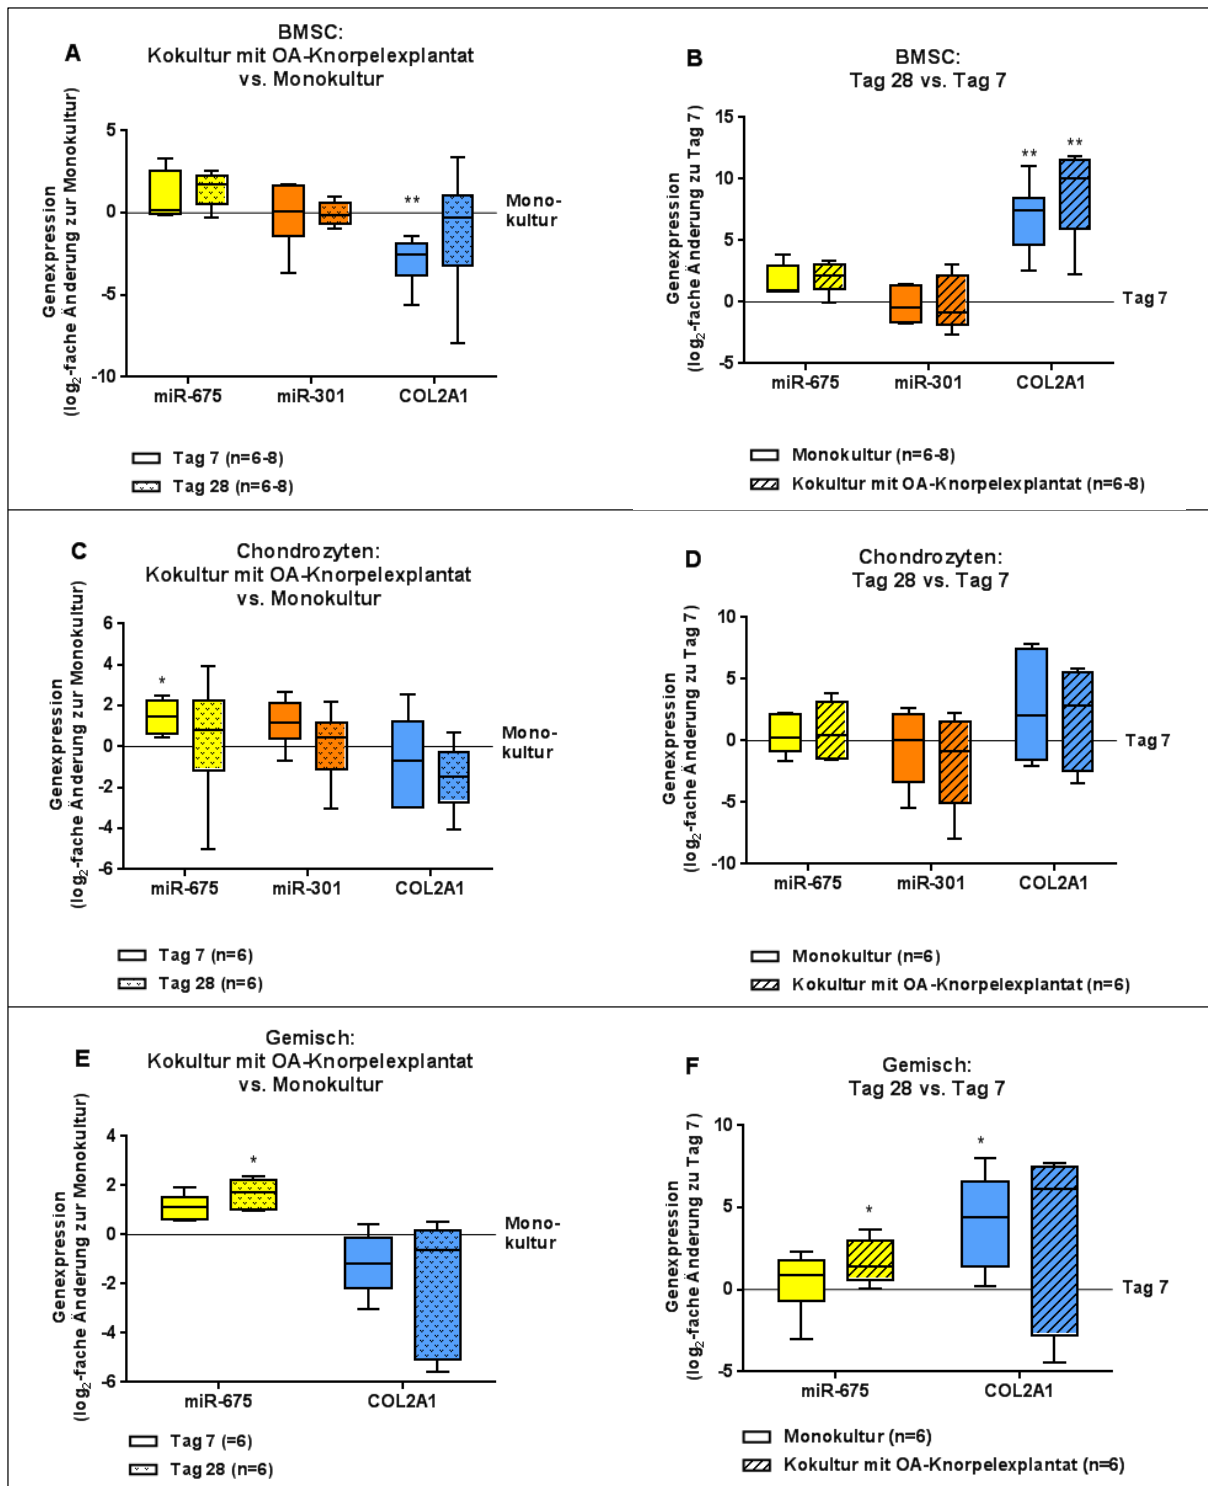 A
BMSC:
Kokultur mit OA-Knorpelexplantat
vs. Monokultur
Genexpression
(log₂-fache Änderung zur Monokultur)
5
0
-5
-10
Mono-
kultur
miR-675 miR-301 COL2A1
**
Tag 7 (n=6-8)
Tag 28 (n=6-8)
B
BMSC:
Tag 28 vs. Tag 7
Genexpression
(log₂-fache Änderung zu Tag 7)
15
10
5
0
-5
** **
Tag 7
miR-675 miR-301 COL2A1
Monokultur (n=6-8)
Kokultur mit OA-Knorpelexplantat (n=6-8)
C
Chondrozyten:
Kokultur mit OA-Knorpelexplantat
vs. Monokultur
Genexpression
(log₂-fache Änderung zur Monokultur)
6
4
2
0
-2
-4
-6
*
Mono-
kultur
miR-675 miR-301 COL2A1
Tag 7 (n=6)
Tag 28 (n=6)
D
Chondrozyten:
Tag 28 vs. Tag 7
Genexpression
(log₂-fache Änderung zu Tag 7)
10
5
0
-5
-10
Tag 7
miR-675 miR-301 COL2A1
Monokultur (n=6)
Kokultur mit OA-Knorpelexplantat (n=6)
E
Gemisch:
Kokultur mit OA-Knorpelexplantat
vs. Monokultur
Genexpression
(log₂-fache Änderung zur Monokultur)
4
2
0
-2
-4
-6
*
Mono-
kultur
miR-675 COL2A1
Tag 7 (=6)
Tag 28 (n=6)
F
Gemisch:
Tag 28 vs. Tag 7
Genexpression
(log₂-fache Änderung zu Tag 7)
10
5
0
-5
* *
Tag 7
miR-675 COL2A1
Monokultur (n=6)
Kokultur mit OA-Knorpelexplantat (n=6)